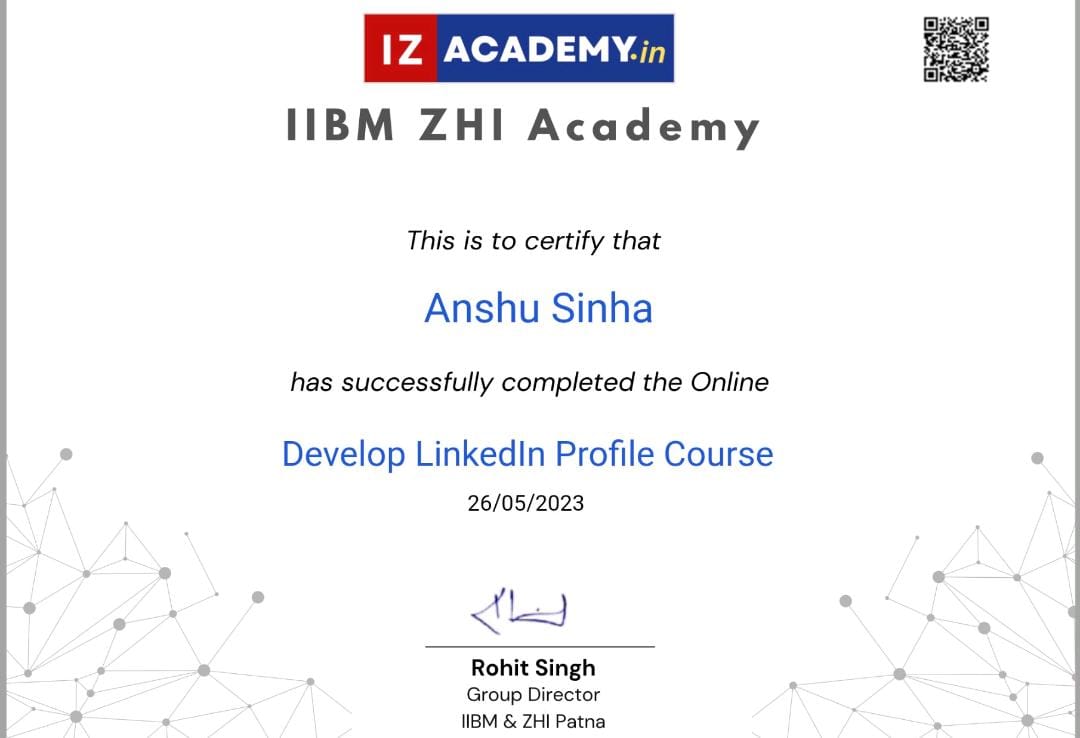 IZ ACADEMY.in
IIBM ZHI Academy
This is to certify that
Anshu Sinha
has successfully completed the Online
Develop LinkedIn Profile Course
26/05/2023
Rohit Singh
Group Director
IIBM & ZHI Patna